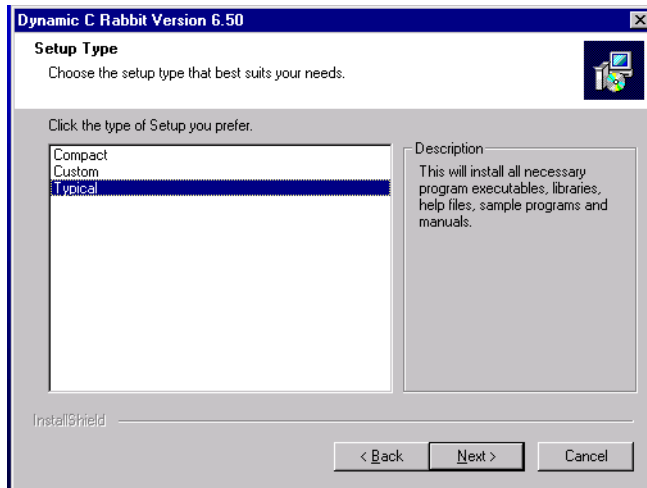 Dynamic C Rabbit Version 6.50
Setup Type
Choose the setup type that best suits your needs.
Click the type of Setup you prefer.
Compact
Custom
Typical
Description
This will install all necessary
program executables, libraries,
help files, sample programs and
manuals.
InstallShield
< Back
Next >
Cancel